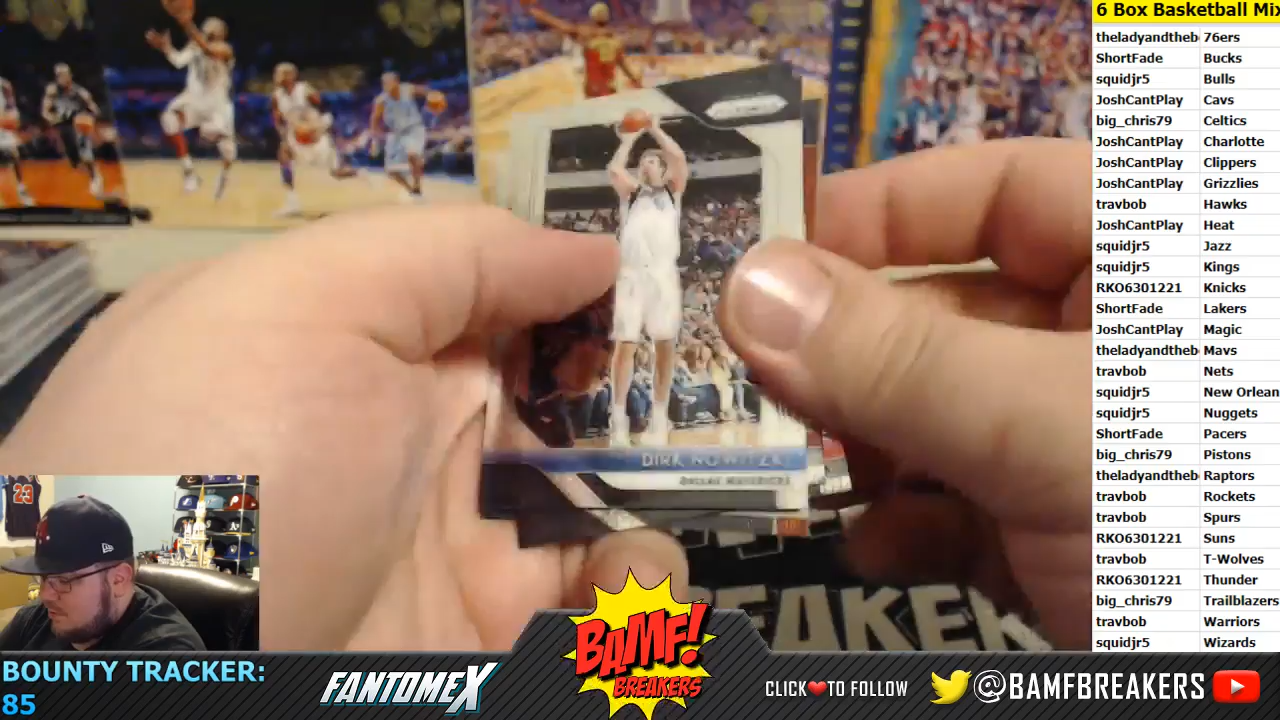 6 Box Basketball Mix
theladyandtheb 76ers
ShortFade Bucks
squidjr5 Bulls
JoshCantPlay Cavs
big_chris79 Celtics
JoshCantPlay Charlotte
JoshCantPlay Clippers
JoshCantPlay Grizzlies
travbob Hawks
JoshCantPlay Heat
squidjr5 Jazz
squidjr5 Kings
RKO6301221 Knicks
ShortFade Lakers
JoshCantPlay Magic
theladyandtheb Mavs
travbob Nets
squidjr5 New Orlean
squidjr5 Nuggets
ShortFade Pacers
big_chris79 Pistons
theladyandtheb Raptors
travbob Rockets
travbob Spurs
RKO6301221 Suns
travbob T-Wolves
RKO6301221 Thunder
big_chris79 Trailblazers
travbob Warriors
squidjr5 Wizards
DIRK NOWITZKI
DALLAS MAVERICKS
23
EAKER
BOUNTY TRACKER:
85
FANTOMEX
BAMF!
BREAKERS
CLICK❤TO FOLLOW
@BAMFBREAKERS